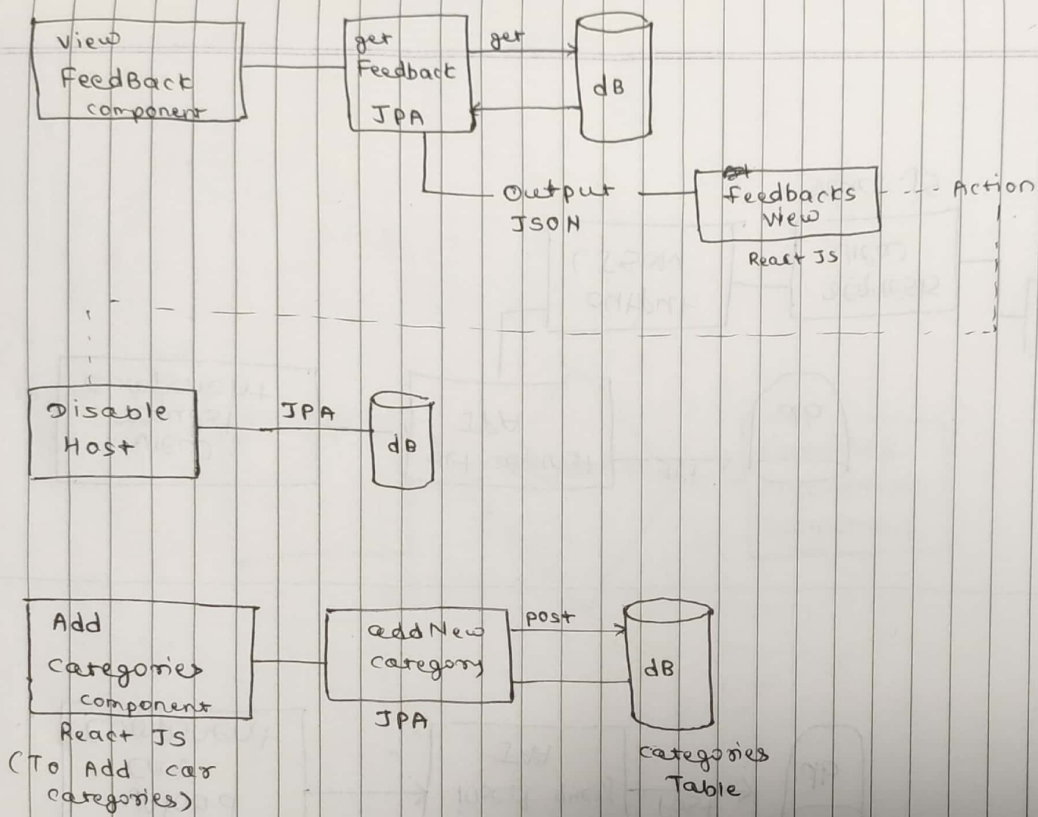 View
FeedBack
component
get
Feedback
JPA
get
dB
Output
JSON
feedbacks
view
React JS
Action
Disable
Host
JPA
dB
Add
Categories
component
React JS
(To Add car
categories)
addNew
category
JPA
post
dB
categories
Table